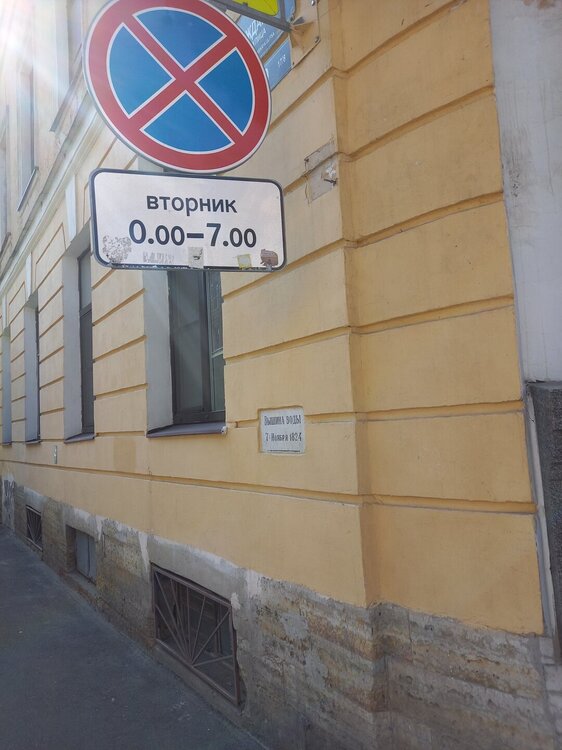 вторник
0.00–7.00
Вышина воды
7 Ноября 1824